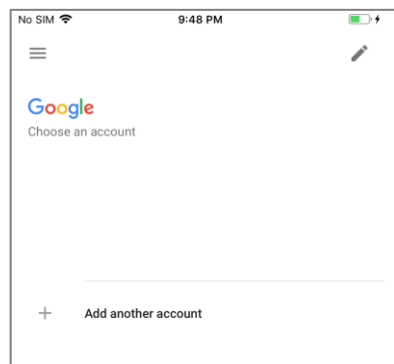 No SIM 9:48 PM
Google
Choose an account
Add another account